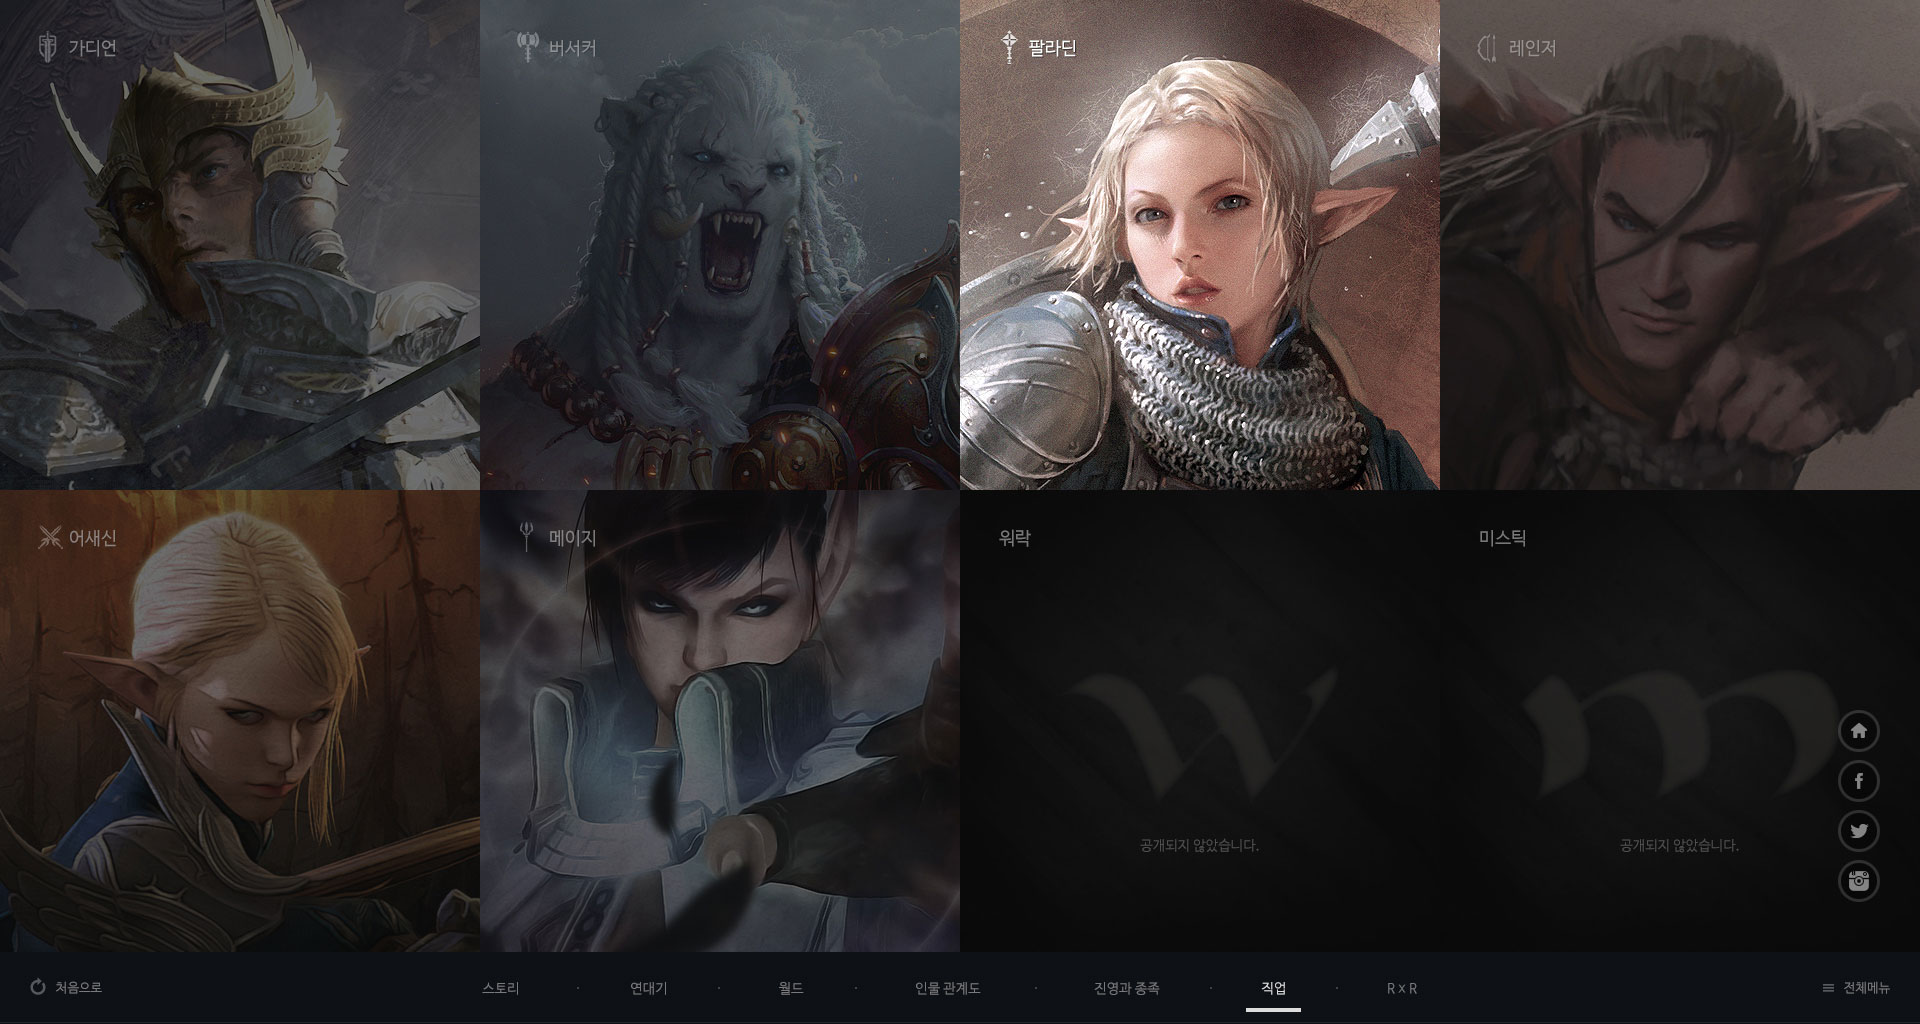 가디언
버서커
팔라딘
레인저
어새신
메이지
워락
미스틱
공개되지 않았습니다.
공개되지 않았습니다.
처음으로
스토리 · 연대기 · 월드 · 인물 관계도 · 진영과 종족 · 직업 · R x R
전체메뉴